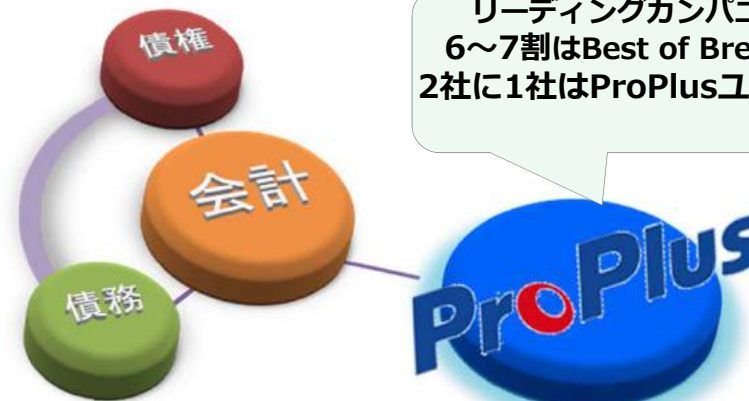 リーディングカンパニ
6～7割はBest of Bre
2社に1社はProPlusユ
債権
会計
債務
ProPlus